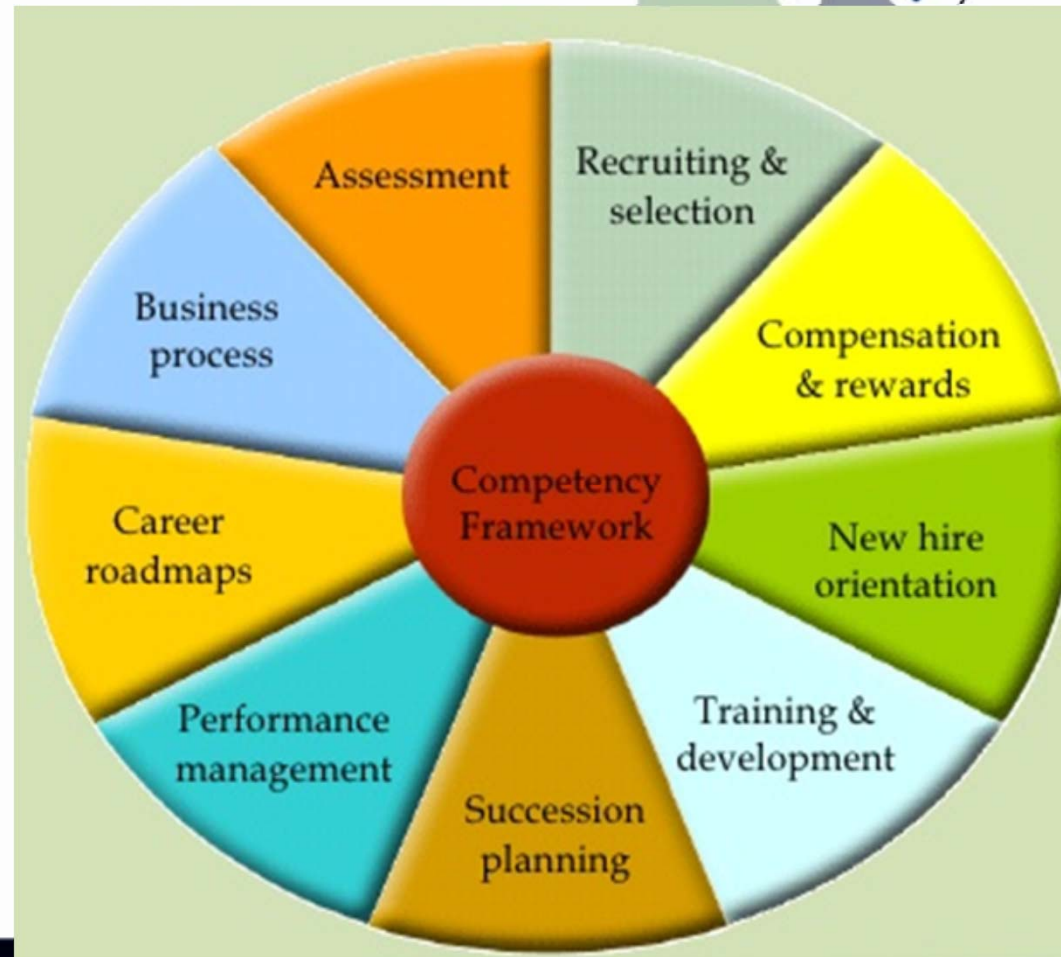 Assessment
Recruiting &
selection
Compensation
& rewards
New hire
orientation
Training &
development
Succession
planning
Performance
management
Career
roadmaps
Business
process
Competency
Framework